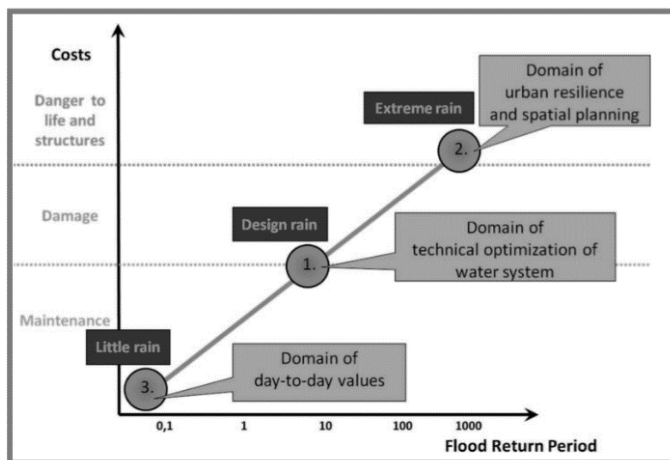 Costs
Danger to
life and
structures
Extreme rain
2.
Domain of
urban resilience
and spatial planning
Damage
Design rain
1.
Domain of
technical optimization of
water system
Maintenance
Little rain
3.
Domain of
day-to-day values
0,1 1 10 100 1000
Flood Return Period